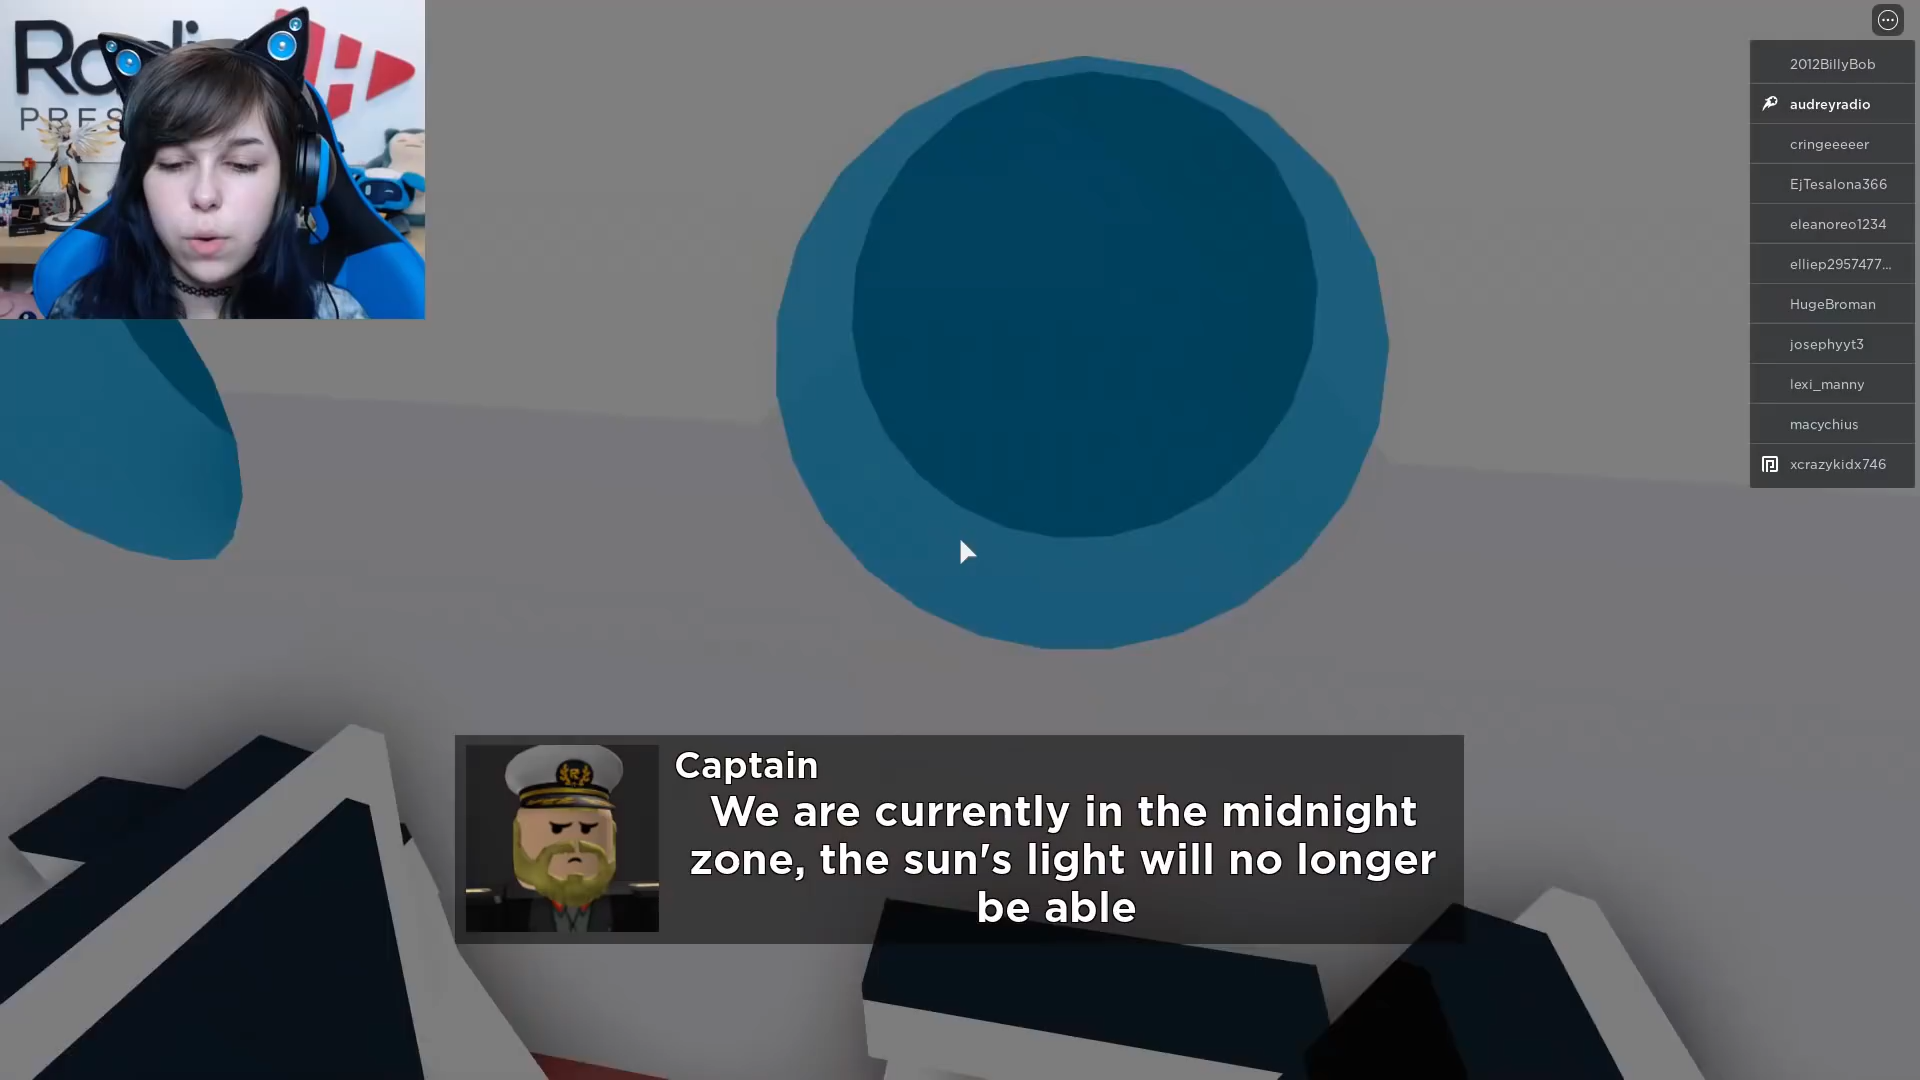 PRES
2012BillyBob
audreyradio
cringeeeeer
EjTesalona366
eleanoreo1234
elliep2957477...
HugeBroman
josephyyt3
lexi_manny
macychius
xcrazykidx746
Captain
We are currently in the midnight
zone, the sun's light will no longer
be able